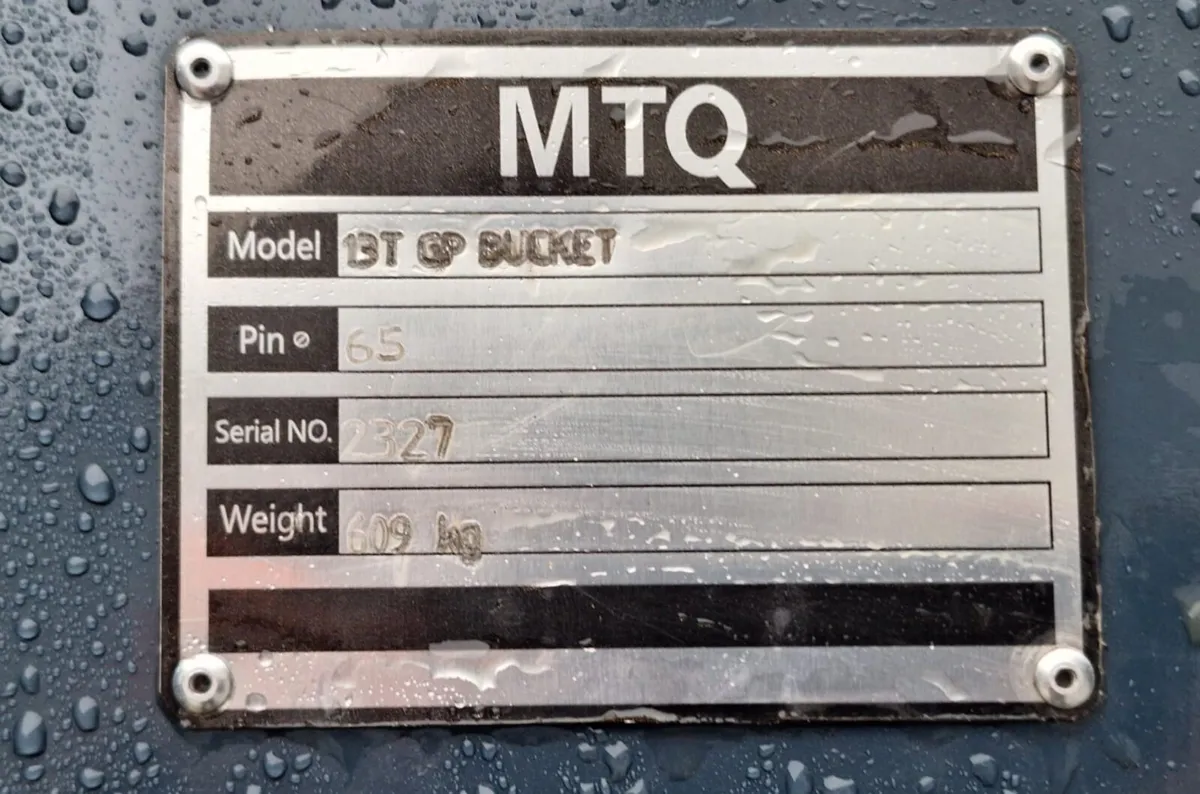 MTQ
Model 13T GP BUCKET
Pin ⌀ 65
Serial NO. 2327
Weight 609 kg